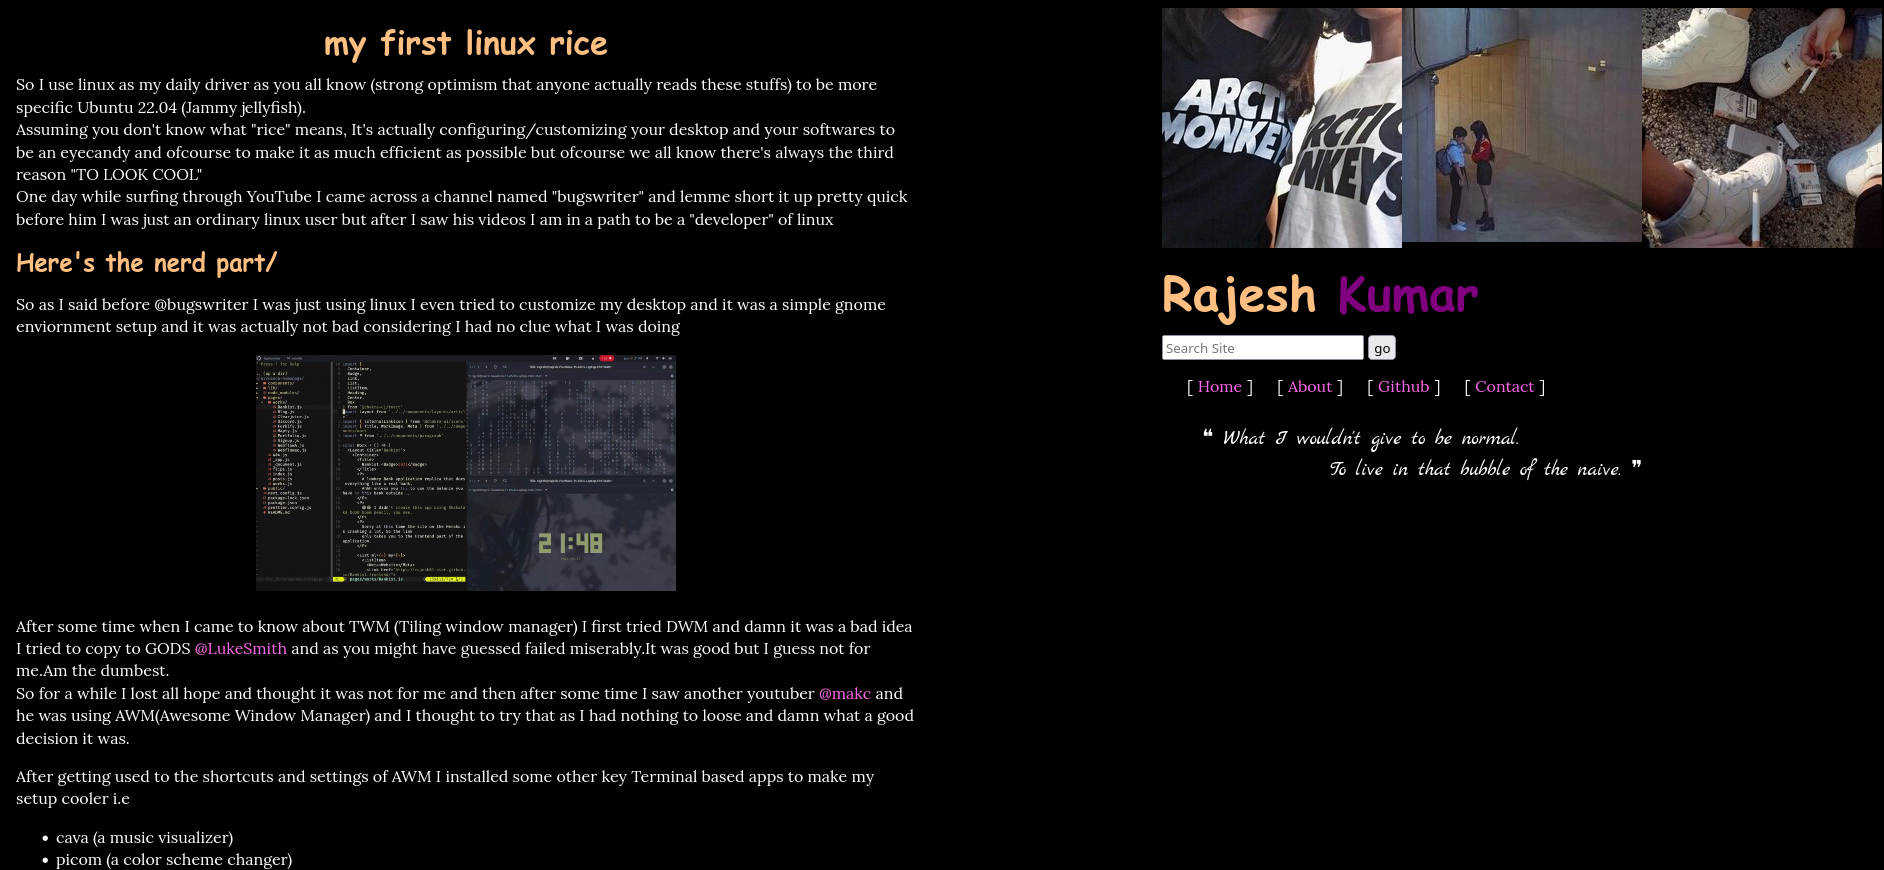 my first linux rice
So I use linux as my daily driver as you all know (strong optimism that anyone actually reads these stuffs) to be more
specific Ubuntu 22.04 (Jammy jellyfish).
Assuming you don't know what "rice" means, It's actually configuring/customizing your desktop and your softwares to
be an eyecandy and ofcourse to make it as much efficient as possible but ofcourse we all know there's always the third
reason "TO LOOK COOL"
One day while surfing through YouTube I came across a channel named "bugswriter" and lemme short it up pretty quick
before him I was just an ordinary linux user but after I saw his videos I am in a path to be a "developer" of linux
Here's the nerd part/
So as I said before @bugswriter I was just using linux I even tried to customize my desktop and it was a simple gnome
enviornment setup and it was actually not bad considering I had no clue what I was doing
21:48
After some time when I came to know about TWM (Tiling window manager) I first tried DWM and damn it was a bad idea
I tried to copy to GODS @LukeSmith and as you might have guessed failed miserably.It was good but I guess not for
me.Am the dumbest.
So for a while I lost all hope and thought it was not for me and then after some time I saw another youtuber @makc and
he was using AWM(Awesome Window Manager) and I thought to try that as I had nothing to loose and damn what a good
decision it was.
After getting used to the shortcuts and settings of AWM I installed some other key Terminal based apps to make my
setup cooler i.e
• cava (a music visualizer)
• picom (a color scheme changer)
ARCTI
MONKEY
RCTIC
NKEYS
Rajesh Kumar
Search Site go
[ Home ] [ About ] [ Github ] [ Contact ]
❝ What I wouldn't give to be normal.
To live in that bubble of the naive. ❞